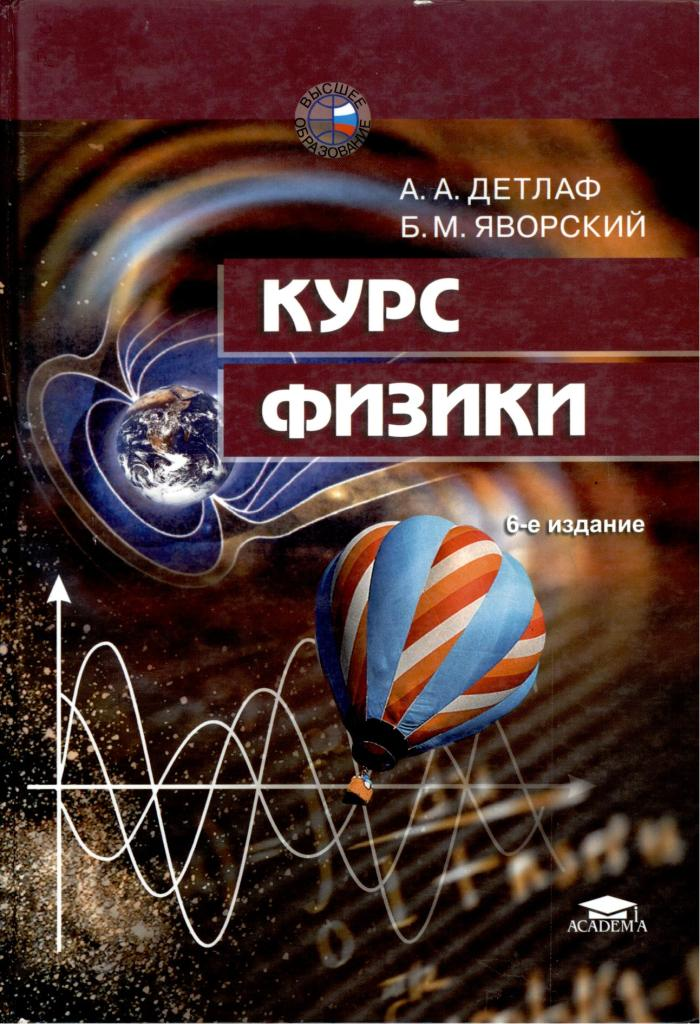 ВЫСШЕЕ
ОБРАЗОВАНИЕ
А. А. ДЕТЛАФ
Б. М. ЯВОРСКИЙ
КУРС
ФИЗИКИ
6-е издание
ACADEMA